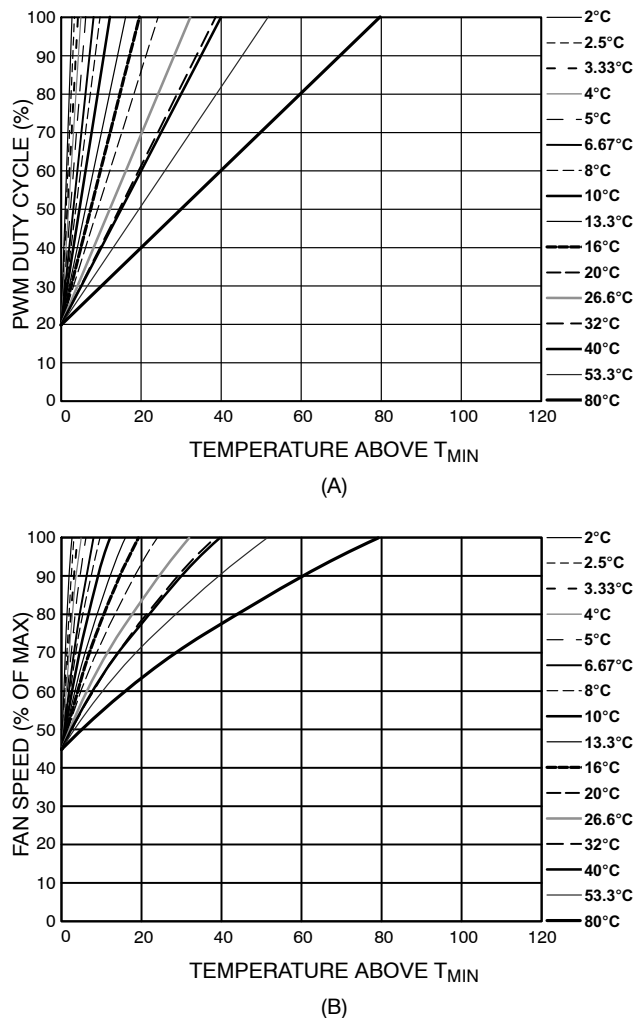 PWM DUTY CYCLE (%)
100
90
80
70
60
50
40
30
20
10
0
0 20 40 60 80 100 120
TEMPERATURE ABOVE TMIN
2°C
2.5°C
3.33°C
4°C
5°C
6.67°C
8°C
10°C
13.3°C
16°C
20°C
26.6°C
32°C
40°C
53.3°C
80°C
(A)
FAN SPEED (% OF MAX)
100
90
80
70
60
50
40
30
20
10
0
0 20 40 60 80 100 120
TEMPERATURE ABOVE TMIN
2°C
2.5°C
3.33°C
4°C
5°C
6.67°C
8°C
10°C
13.3°C
16°C
20°C
26.6°C
32°C
40°C
53.3°C
80°C
(B)